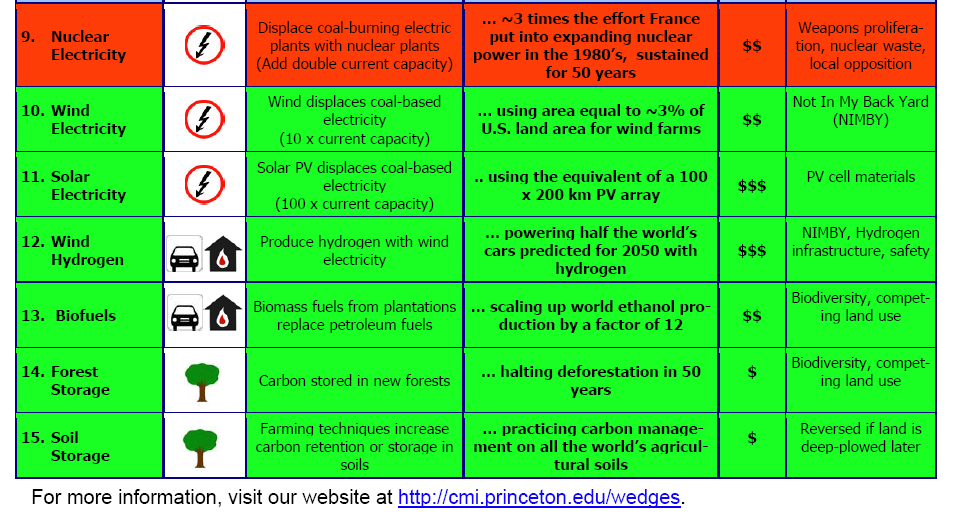 9. Nuclear
Electricity
Displace coal-burning electric
plants with nuclear plants
(Add double current capacity)
... ~3 times the effort France
put into expanding nuclear
power in the 1980's, sustained
for 50 years
$$
Weapons prolifera-
tion, nuclear waste,
local opposition
10. Wind
Electricity
Wind displaces coal-based
electricity
(10 x current capacity)
... using area equal to ~3% of
U.S. land area for wind farms
$$
Not In My Back Yard
(NIMBY)
11. Solar
Electricity
Solar PV displaces coal-based
electricity
(100 x current capacity)
.. using the equivalent of a 100
x 200 km PV array
$$$
PV cell materials
12. Wind
Hydrogen
Produce hydrogen with wind
electricity
... powering half the world's
cars predicted for 2050 with
hydrogen
$$$
NIMBY, Hydrogen
infrastructure, safety
13. Biofuels
Biomass fuels from plantations
replace petroleum fuels
... scaling up world ethanol pro-
duction by a factor of 12
$$
Biodiversity, compet-
ing land use
14. Forest
Storage
Carbon stored in new forests
... halting deforestation in 50
years
$
Biodiversity, compet-
ing land use
15. Soil
Storage
Farming techniques increase
carbon retention or storage in
soils
... practicing carbon manage-
ment on all the world's agricul-
tural soils
$
Reversed if land is
deep-plowed later
For more information, visit our website at http://cmi.princeton.edu/wedges.